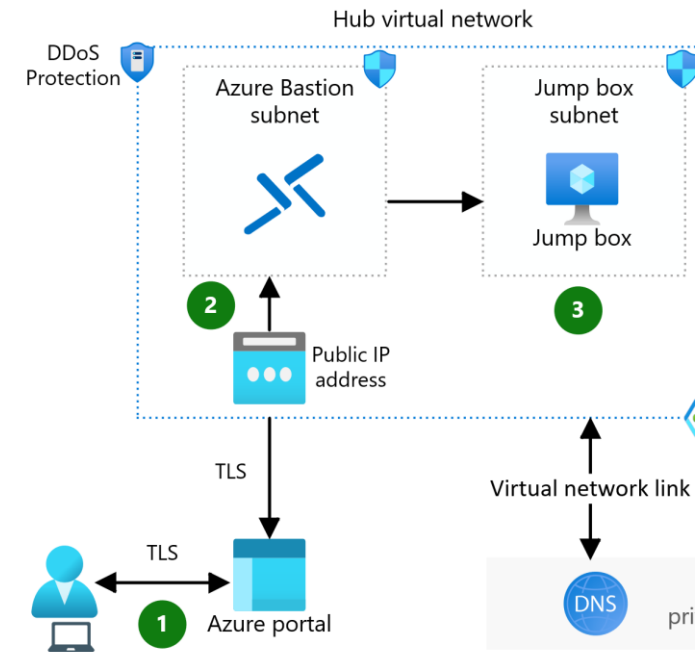 Hub virtual network
DDoS
Protection
Azure Bastion
subnet
Jump box
subnet
Jump box
2
3
Public IP
address
TLS
Virtual network link
TLS
1
Azure portal
DNS